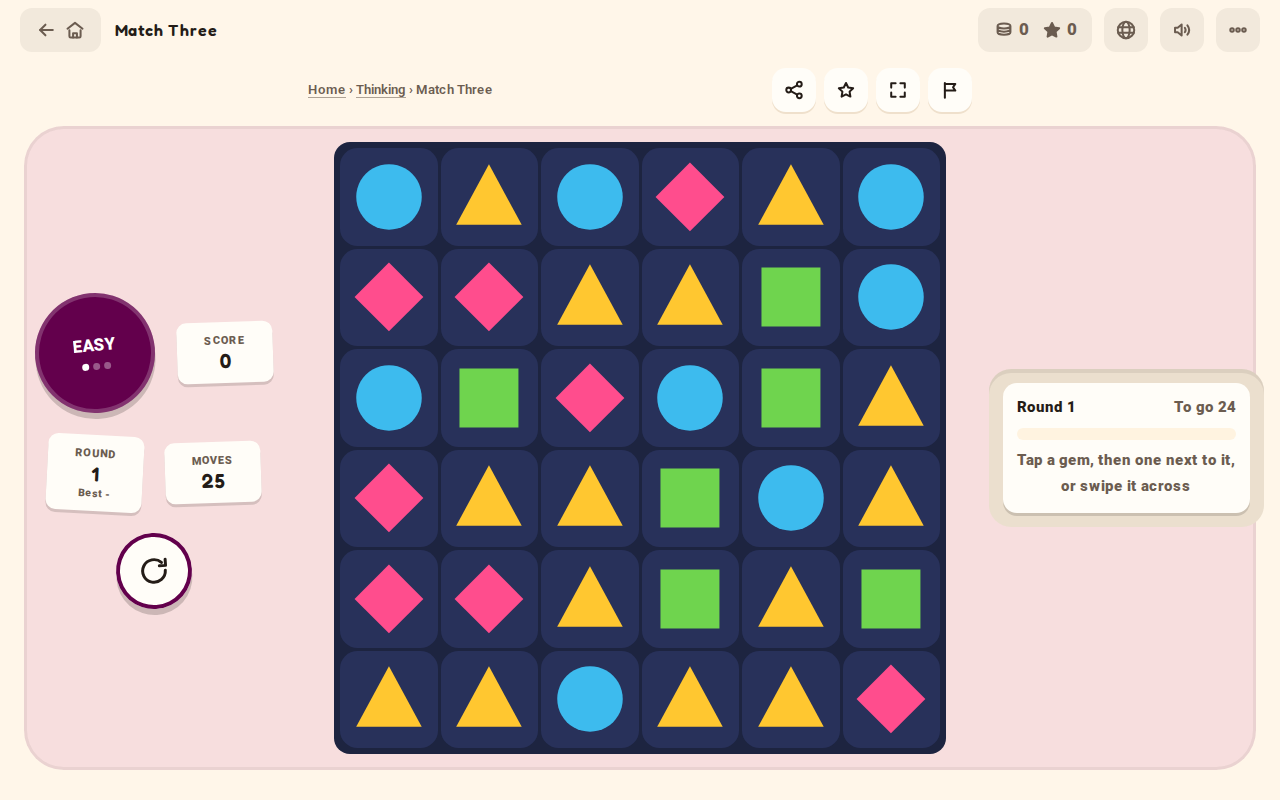 Match Three
0
0
Home › Thinking › Match Three
EASY
SCORE
0
ROUND
1
Best -
MOVES
25
Round 1
To go 24
Tap a gem, then one next to it,
or swipe it across